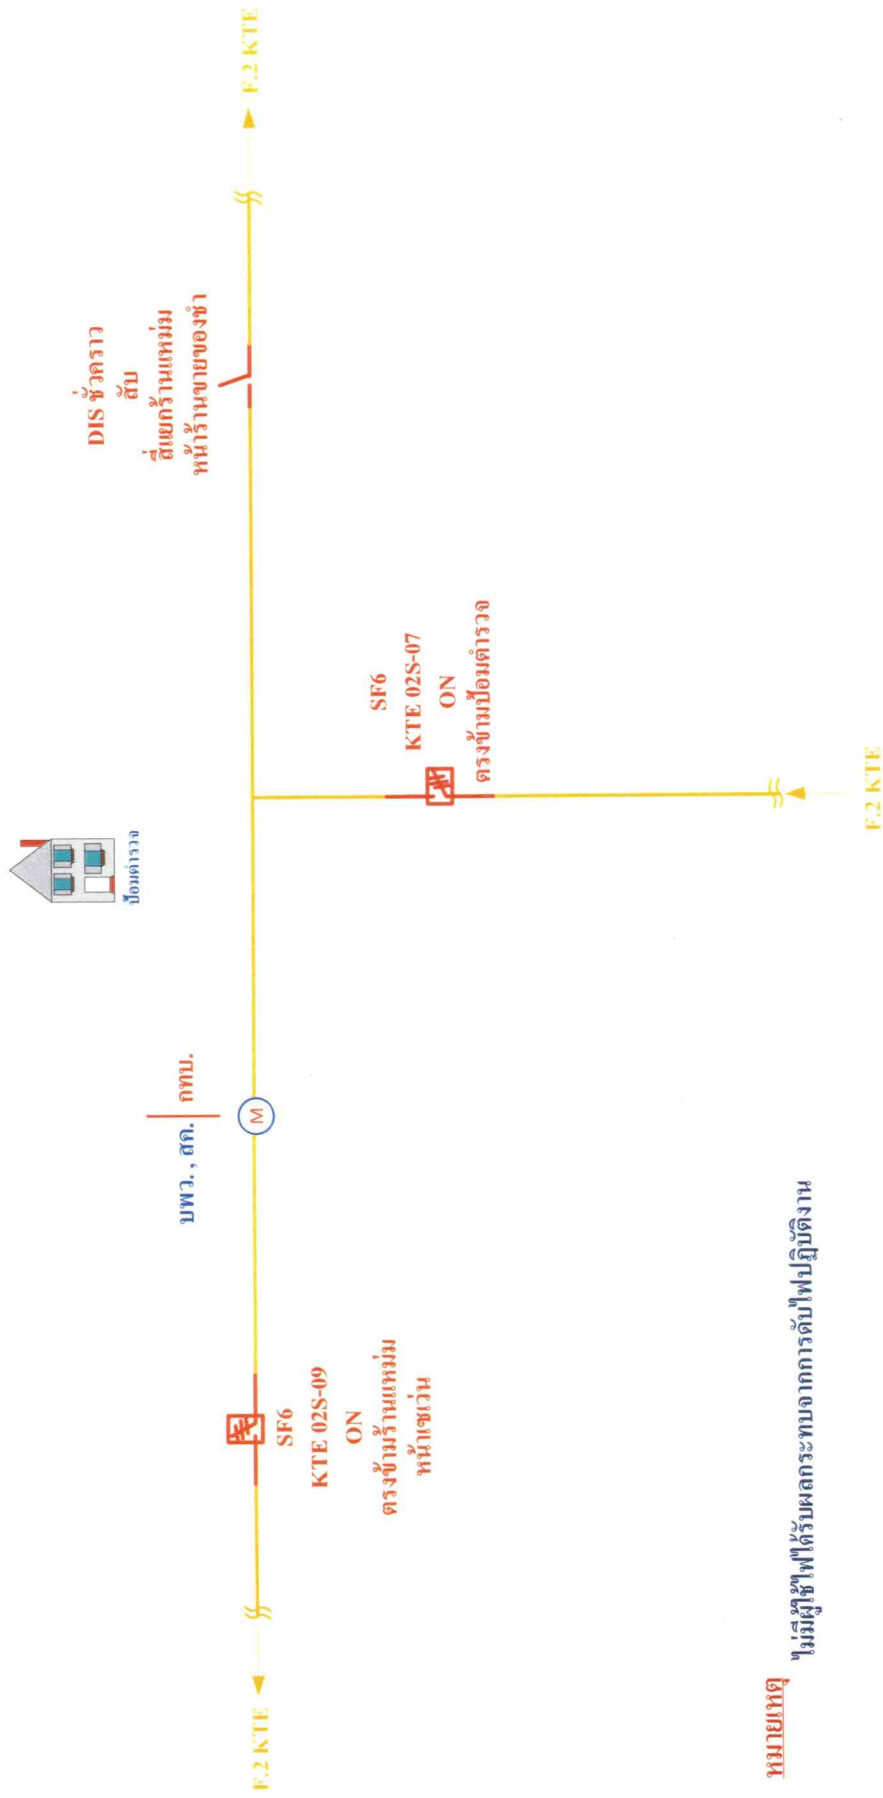 F.2 KTE
DIS ชั่วคราว
สับ
สี่แยกร้านแหม่ม
หน้าร้านขายของชำ
ป้อมตำรวจ
บพว. , สค.
กทบ.
M
SF6
KTE 02S-09
ON
ตรงข้ามร้านแหม่ม
หน้าเซเว่น
SF6
KTE 02S-07
ON
ตรงข้ามป้อมตำรวจ
F.2 KTE
F.2 KTE
หมายเหตุ
ไม่มีผู้ใช้ไฟได้รับผลกระทบจากการดับไฟปฏิบัติงาน